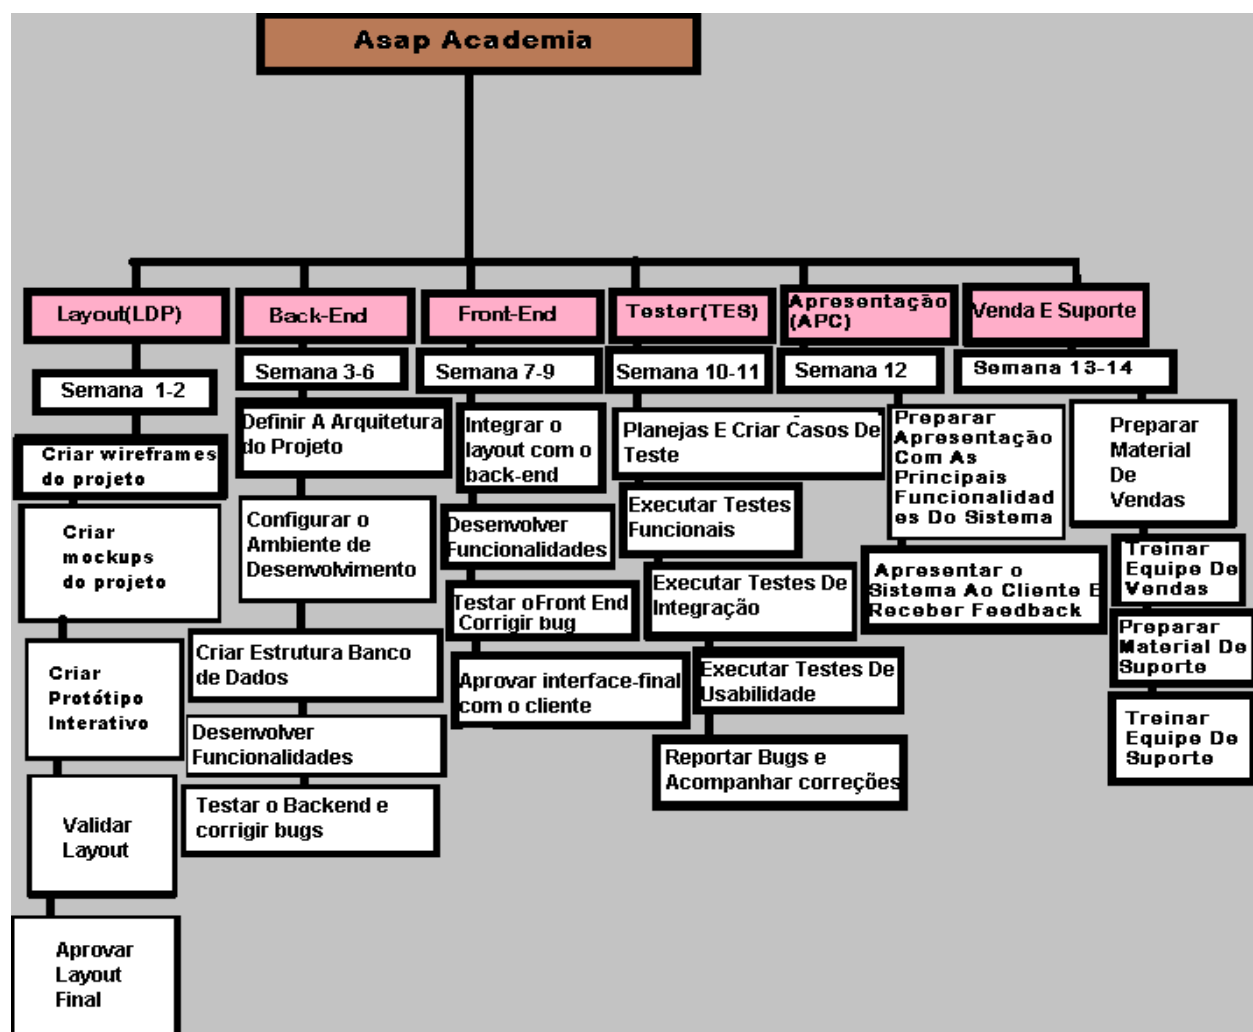 Asap Academia
Layout(LDP)
Semana 1-2
Criar wireframes
do projeto
Criar
mockups
do projeto
Criar
Protótipo
Interativo
Validar
Layout
Aprovar
Layout
Final
Back-End
Semana 3-6
Definir A Arquitetura
do Projeto
Configurar o
Ambiente de
Desenvolvimento
Criar Estrutura Banco
de Dados
Desenvolver
Funcionalidades
Testar o Backend e
corrigir bugs
Front-End
Semana 7-9
Integrar o
layout com o
back-end
Desenvolver
Funcionalidades
Testar oFront End
Corrigir bug
Aprovar interface-final
com o cliente
Tester(TES)
Semana 10-11
Planejas E Criar Casos De
Teste
Executar Testes
Funcionais
Executar Testes De
Integração
Executar Testes De
Usabilidade
Reportar Bugs e
Acompanhar correções
Apresentação
(APC)
Semana 12
Preparar
Apresentação
Com As
Principais
Funcionalidad
es Do Sistema
Apresentar o
Sistema Ao Cliente E
Receber Feedback
Venda E Suporte
Semana 13-14
Preparar
Material
De
Vendas
Treinar
Equipe De
Vendas
Preparar
Material De
Suporte
Treinar
Equipe De
Suporte